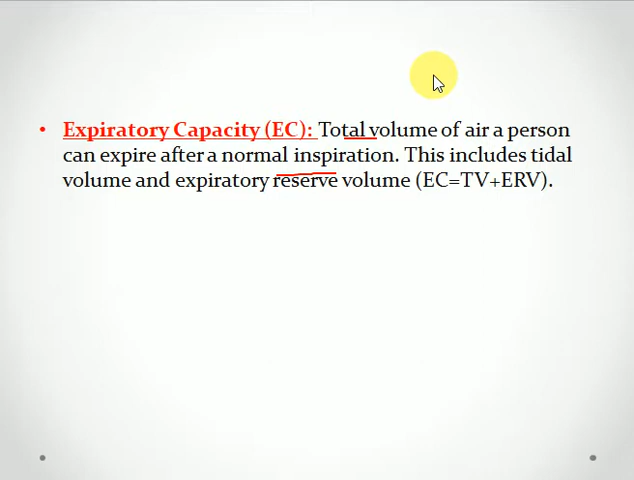 • Expiratory Capacity (EC): Total volume of air a person
can expire after a normal inspiration. This includes tidal
volume and expiratory reserve volume (EC=TV+ERV).